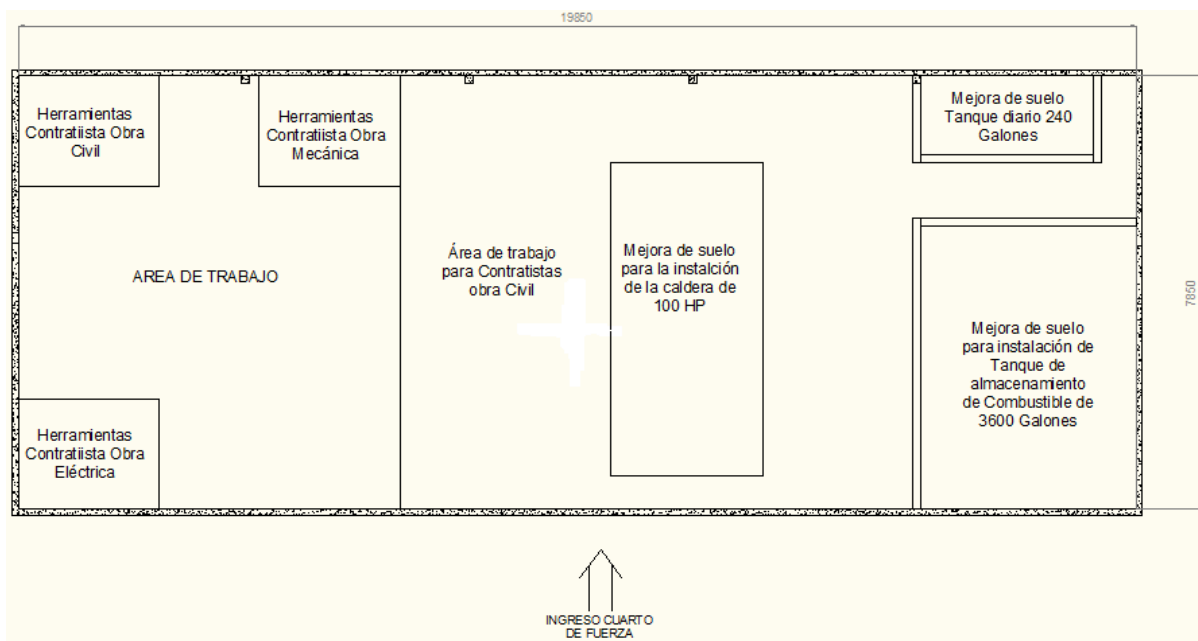 19850
Herramientas
Contratiista Obra
Civil
Herramientas
Contratiista Obra
Mecánica
Mejora de suelo
Tanque diario 240
Galones
AREA DE TRABAJO
Área de trabajo
para Contratistas
obra Civil
Mejora de suelo
para la instalción
de la caldera de
100 HP
7850
Mejora de suelo
para instalación de
Tanque de
almacenamiento
de Combustible de
3600 Galones
Herramientas
Contratiista Obra
Eléctrica
INGRESO CUARTO
DE FUERZA